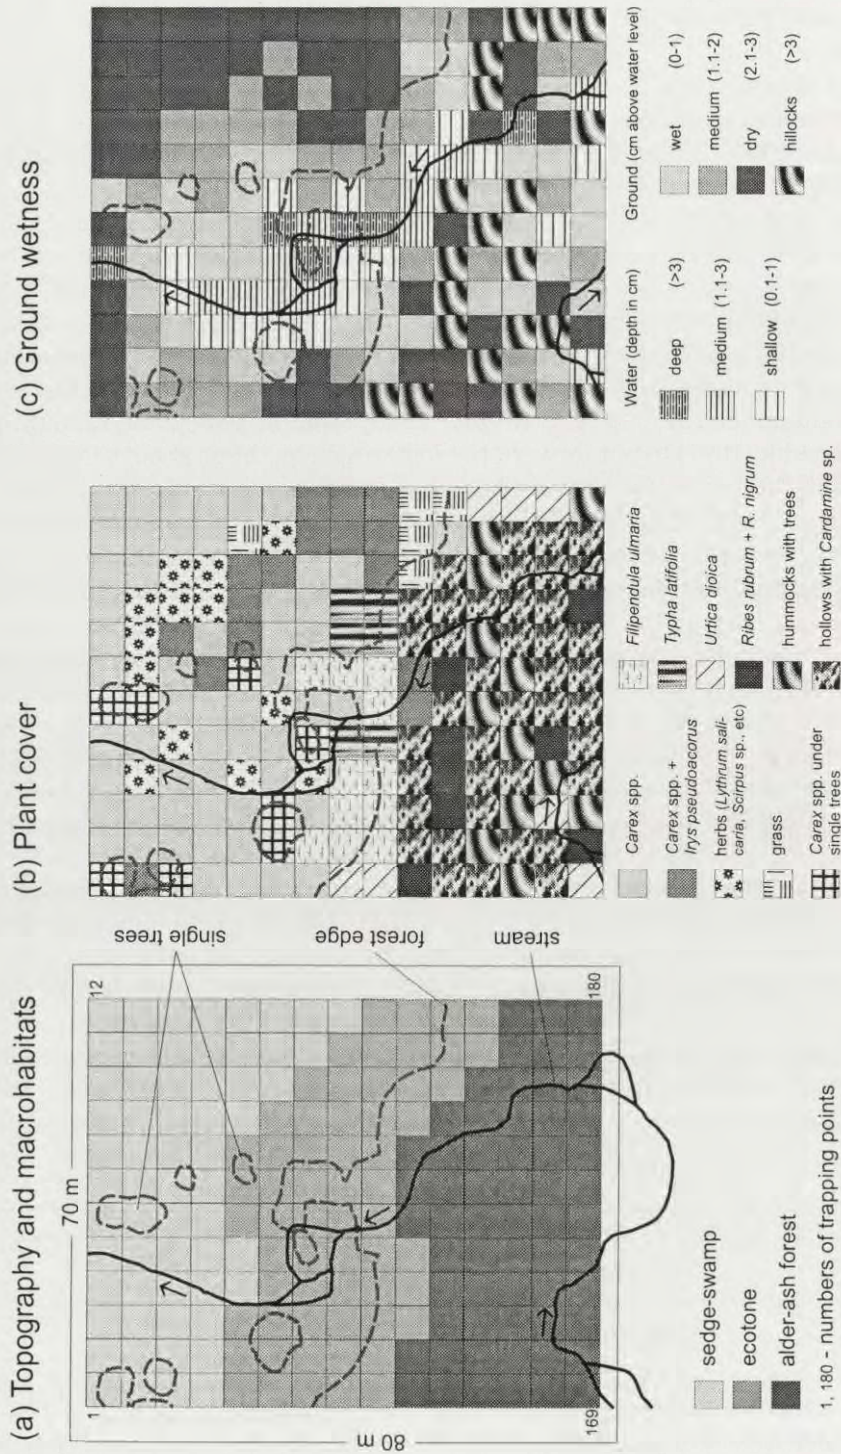 (a) Topography and macrohabitats
70 m
80 m
1
12
169
180
single trees
forest edge
stream
sedge-swamp
ecotone
alder-ash forest
1, 180 - numbers of trapping points
(b) Plant cover
Carex spp.
Carex spp. +
Irys pseudoacorus
herbs (Lythrum sali-
caria, Scirpus sp., etc)
grass
Carex spp. under
single trees
Filipendula ulmaria
Typha latifolia
Urtica dioica
Ribes rubrum + R. nigrum
hummocks with trees
hollows with Cardamine sp.
(c) Ground wetness
Water (depth in cm)
deep (>3)
medium (1.1-3)
shallow (0.1-1)
Ground (cm above water level)
wet (0-1)
medium (1.1-2)
dry (2.1-3)
hillocks (>3)